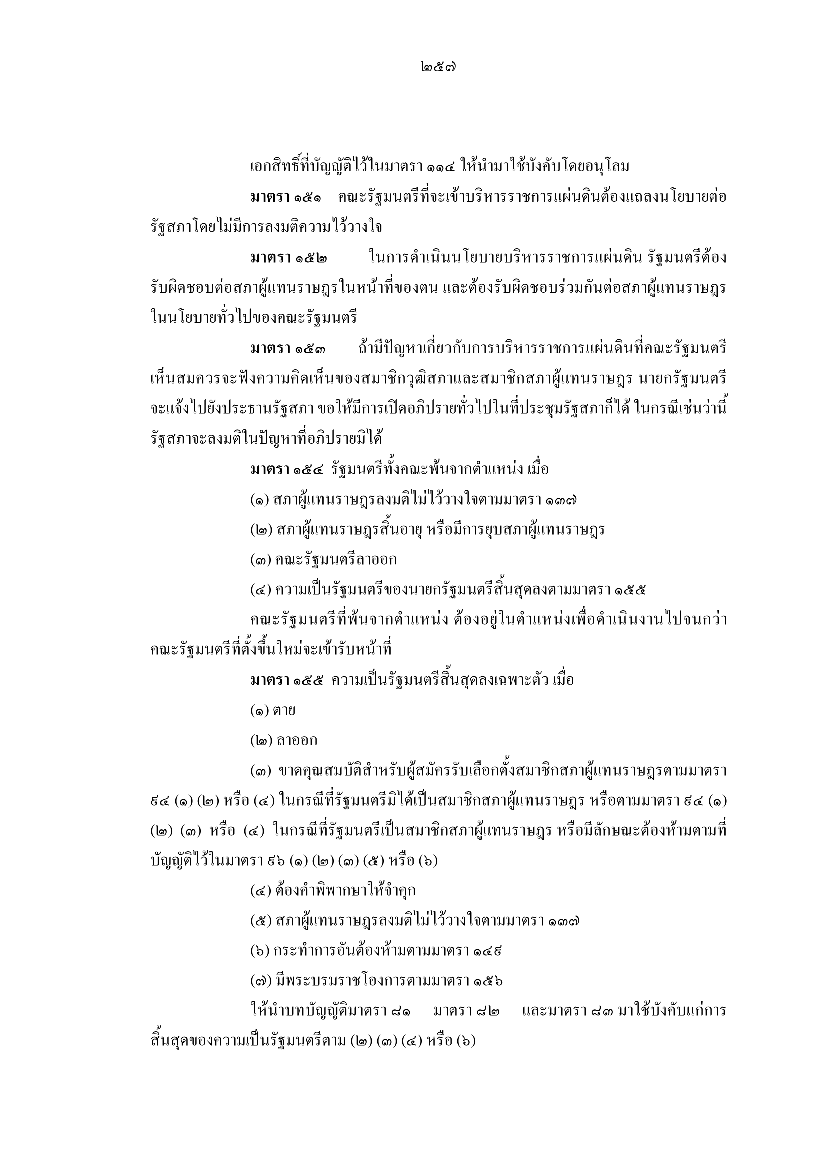 ๒๕๗
เอกสิทธิ์ที่บัญญัติไว้ในมาตรา ๑๑๔ ให้นำมาใช้บังคับโดยอนุโลม
มาตรา ๑๕๑ คณะรัฐมนตรีที่จะเข้าบริหารราชการแผ่นดินต้องแถลงนโยบายต่อ
รัฐสภาโดยไม่มีการลงมติความไว้วางใจ
มาตรา ๑๕๒ ในการดำเนินนโยบายบริหารราชการแผ่นดิน รัฐมนตรีต้อง
รับผิดชอบต่อสภาผู้แทนราษฎรในหน้าที่ของตน และต้องรับผิดชอบร่วมกันต่อสภาผู้แทนราษฎร
ในนโยบายทั่วไปของคณะรัฐมนตรี
มาตรา ๑๕๓ ถ้ามีปัญหาเกี่ยวกับการบริหารราชการแผ่นดินที่คณะรัฐมนตรี
เห็นสมควรจะฟังความคิดเห็นของสมาชิกวุฒิสภาและสมาชิกสภาผู้แทนราษฎร นายกรัฐมนตรี
จะแจ้งไปยังประธานรัฐสภา ขอให้มีการเปิดอภิปรายทั่วไปในที่ประชุมรัฐสภาก็ได้ ในกรณีเช่นว่านี้
รัฐสภาจะลงมติในปัญหาที่อภิปรายมิได้
มาตรา ๑๕๔ รัฐมนตรีทั้งคณะพ้นจากตำแหน่ง เมื่อ
(๑) สภาผู้แทนราษฎรลงมติไม่ไว้วางใจตามมาตรา ๑๓๗
(๒) สภาผู้แทนราษฎรสิ้นอายุ หรือมีการยุบสภาผู้แทนราษฎร
(๓) คณะรัฐมนตรีลาออก
(๔) ความเป็นรัฐมนตรีของนายกรัฐมนตรีสิ้นสุดลงตามมาตรา ๑๕๕
คณะรัฐมนตรีที่พ้นจากตำแหน่ง ต้องอยู่ในตำแหน่งเพื่อดำเนินงานไปจนกว่า
คณะรัฐมนตรีที่ตั้งขึ้นใหม่จะเข้ารับหน้าที่
มาตรา ๑๕๕ ความเป็นรัฐมนตรีสิ้นสุดลงเฉพาะตัว เมื่อ
(๑) ตาย
(๒) ลาออก
(๓) ขาดคุณสมบัติสำหรับผู้สมัครรับเลือกตั้งสมาชิกสภาผู้แทนราษฎรตามมาตรา
๙๔ (๑) (๒) หรือ (๔) ในกรณีที่รัฐมนตรีมิได้เป็นสมาชิกสภาผู้แทนราษฎร หรือตามมาตรา ๙๔ (๑)
(๒) (๓) หรือ (๔) ในกรณีที่รัฐมนตรีเป็นสมาชิกสภาผู้แทนราษฎร หรือมีลักษณะต้องห้ามตามที่
บัญญัติไว้ในมาตรา ๙๖ (๑) (๒) (๓) (๕) หรือ (๖)
(๔) ต้องคำพิพากษาให้จำคุก
(๕) สภาผู้แทนราษฎรลงมติไม่ไว้วางใจตามมาตรา ๑๓๗
(๖) กระทำการอันต้องห้ามตามมาตรา ๑๔๙
(๗) มีพระบรมราชโองการตามมาตรา ๑๕๖
ให้นำบทบัญญัติมาตรา ๘๑ มาตรา ๘๒ และมาตรา ๘๓ มาใช้บังคับแก่การ
สิ้นสุดของความเป็นรัฐมนตรีตาม (๒) (๓) (๔) หรือ (๖)